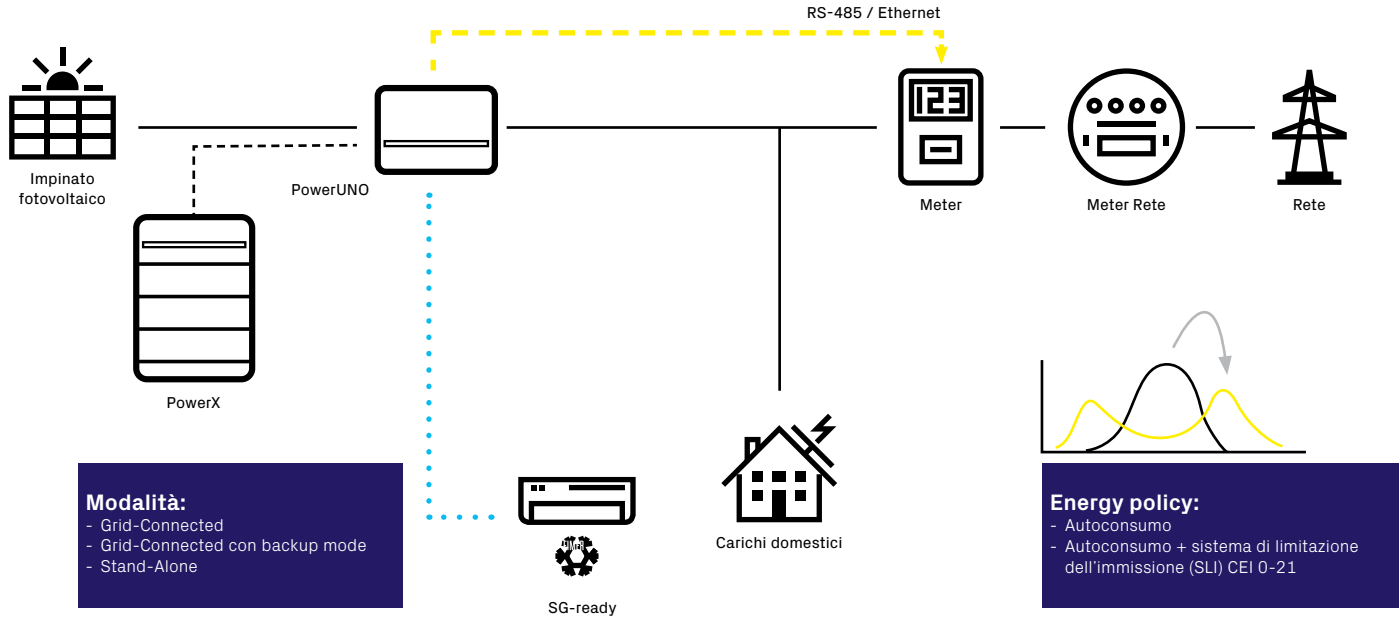 RS-485 / Ethernet
123
Impinato
fotovoltaico
PowerUNO
Meter
Meter Rete
Rete
PowerX
Modalità:
- Grid-Connected
- Grid-Connected con backup mode
- Stand-Alone
FIMER
SG-ready
Carichi domestici
Energy policy:
- Autoconsumo
- Autoconsumo + sistema di limitazione
dell'immissione (SLI) CEI 0-21